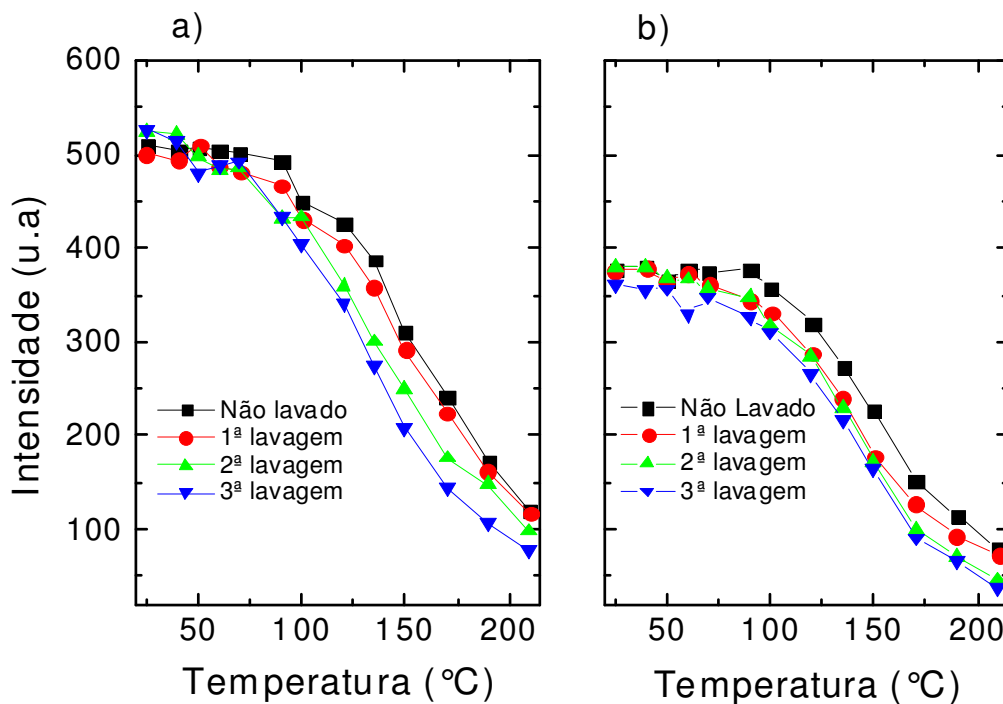 a)
b)
600
500
400
300
200
100
Intensidade (u.a)
Não lavado
1ª lavagem
2ª lavagem
3ª lavagem
50
100
150
200
Temperatura (°C)
Não Lavado
1ª lavagem
2ª lavagem
3ª lavagem
50
100
150
200
Temperatura (°C)